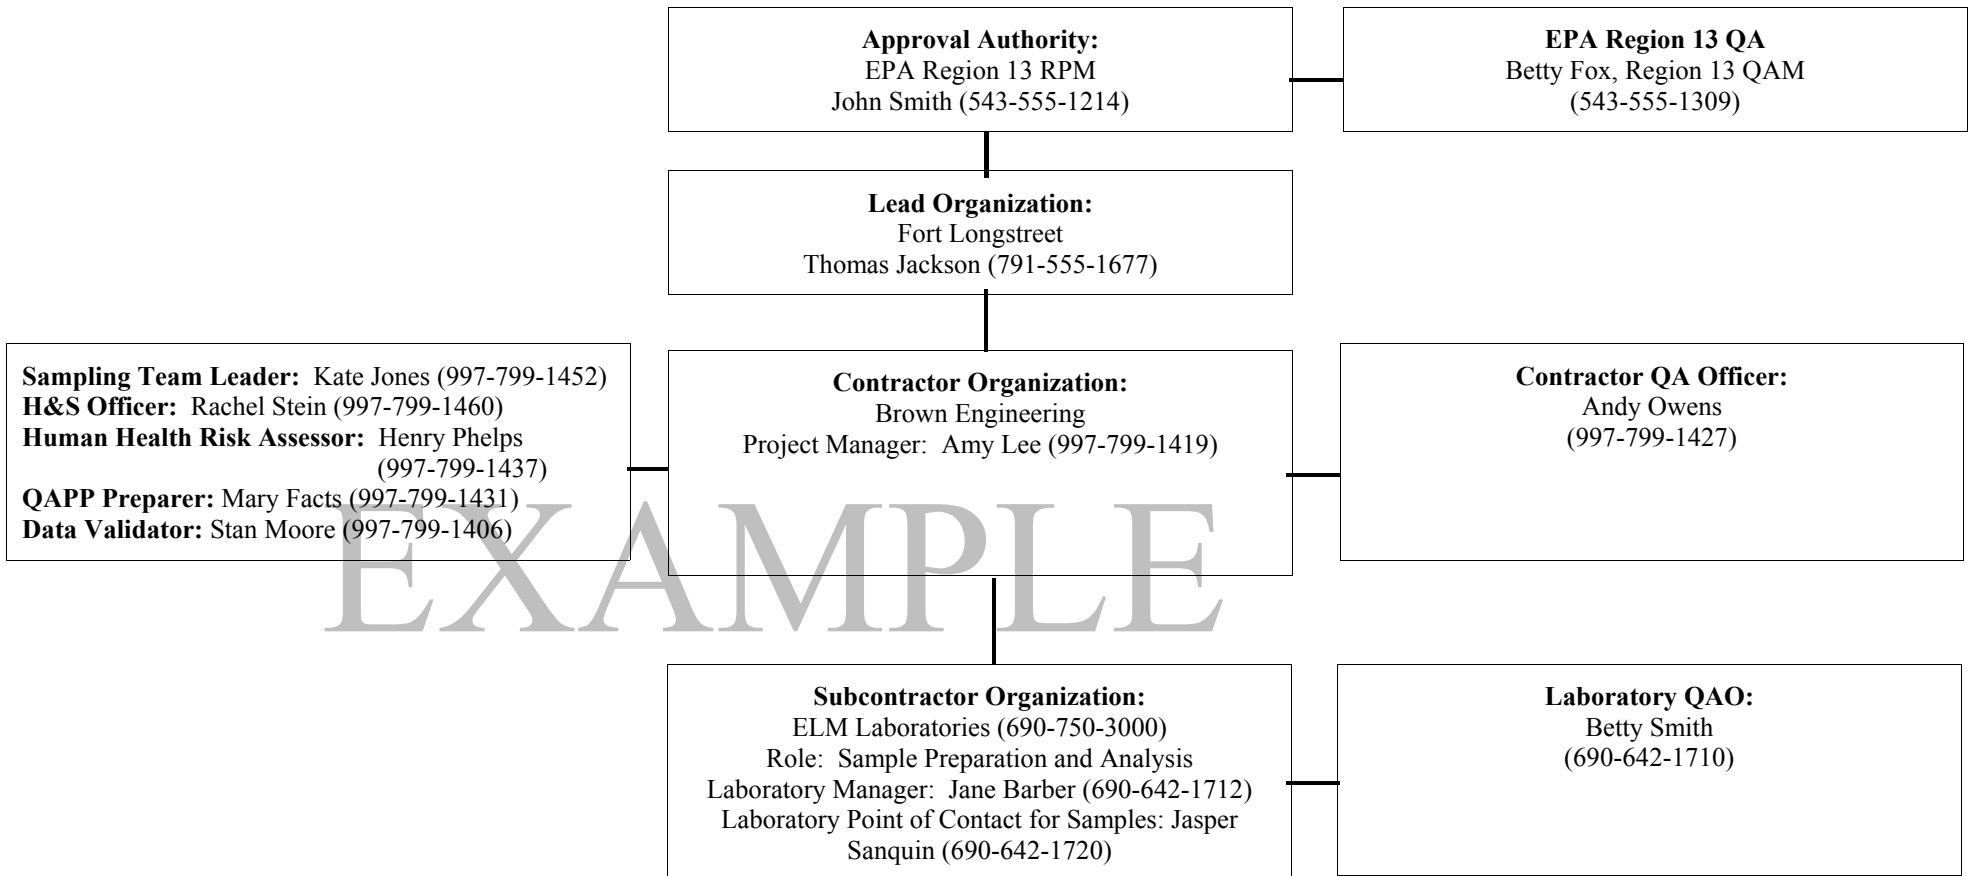 Approval Authority:
EPA Region 13 RPM
John Smith (543-555-1214)
EPA Region 13 QA
Betty Fox, Region 13 QAM
(543-555-1309)
Lead Organization:
Fort Longstreet
Thomas Jackson (791-555-1677)
Sampling Team Leader: Kate Jones (997-799-1452)
H&S Officer: Rachel Stein (997-799-1460)
Human Health Risk Assessor: Henry Phelps
(997-799-1437)
QAPP Preparer: Mary Facts (997-799-1431)
Data Validator: Stan Moore (997-799-1406)
Contractor Organization:
Brown Engineering
Project Manager: Amy Lee (997-799-1419)
Contractor QA Officer:
Andy Owens
(997-799-1427)
EXAMPLE
Subcontractor Organization:
ELM Laboratories (690-750-3000)
Role: Sample Preparation and Analysis
Laboratory Manager: Jane Barber (690-642-1712)
Laboratory Point of Contact for Samples: Jasper
Sanquin (690-642-1720)
Laboratory QAO:
Betty Smith
(690-642-1710)